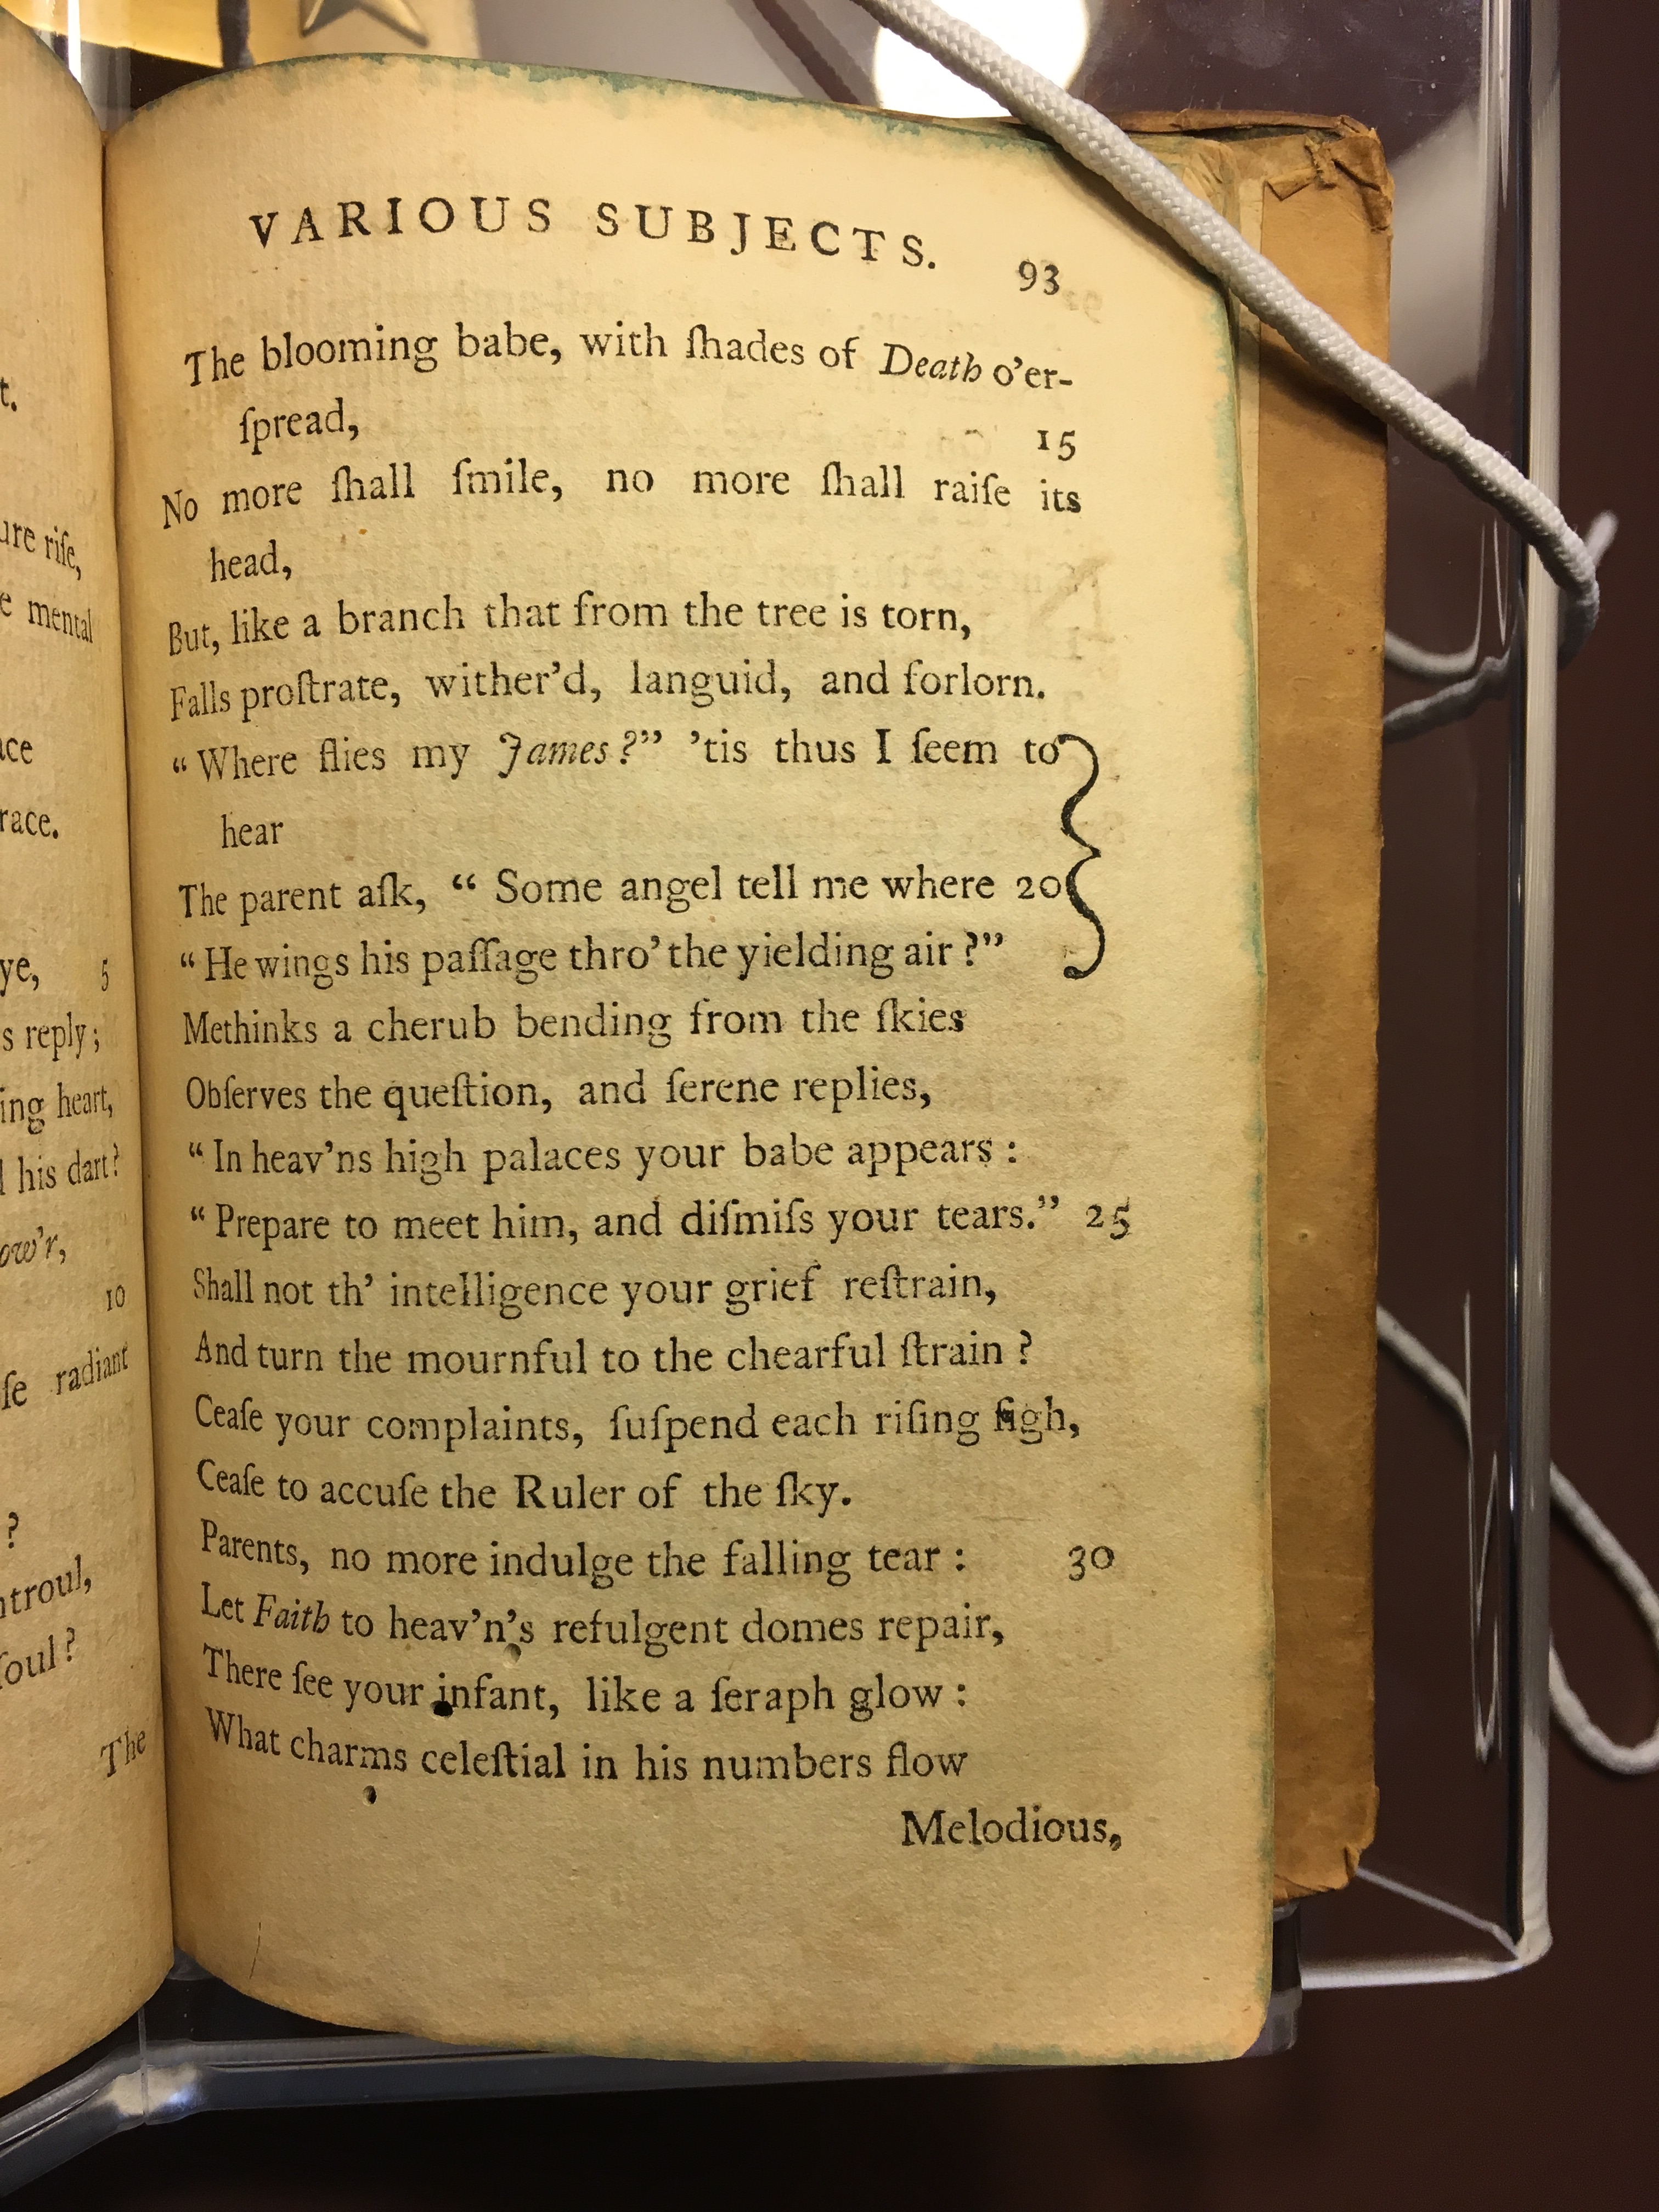 t.
ure riſe,
e mental
ace
race.
ye, 5
s reply;
ing heart,
l his dart?
ow'r,
10
ſe radiant
?
ntroul,
ſoul?
The
VARIOUS SUBJECTS. 93
The blooming babe, with ſhades of Death o'er-
ſpread, 15
No more ſhall ſmile, no more ſhall raiſe its
head,
But, like a branch that from the tree is torn,
Falls proſtrate, wither'd, languid, and forlorn.
“Where flies my James?” 'tis thus I ſeem to
hear
The parent aſk, “Some angel tell me where 20
“He wings his paſſage thro' the yielding air?”
Methinks a cherub bending from the ſkies
Obſerves the queſtion, and ſerene replies,
“In heav'ns high palaces your babe appears:
“Prepare to meet him, and diſmiſs your tears.” 25
Shall not th' intelligence your grief reſtrain,
And turn the mournful to the chearful ſtrain?
Ceaſe your complaints, ſuſpend each riſing ſigh,
Ceaſe to accuſe the Ruler of the ſky.
Parents, no more indulge the falling tear: 30
Let Faith to heav'n's refulgent domes repair,
There ſee your infant, like a ſeraph glow:
What charms celeſtial in his numbers flow
Melodious,